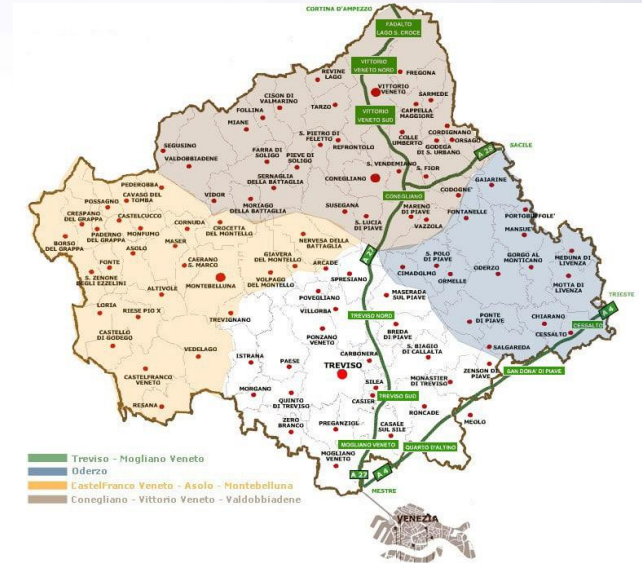 CORTINA D'AMPEZZO
FADALTO
LAGO S. CROCE
VITTORIO
VENETO NORD
REVINE
LAGO
FREGONA
VITTORIO
VENETO
CISON DI
VALMARINO
TARZO
SARMEDE
CAPPELLA
MAGGIORE
FOLLINA
VITTORIO
VENETO SUD
MIANE
CORDIGNANO
S. PIETRO DI
FELETTO
COLLE
UMBERTO
GODEGA
DI S. URBANO
ORSAGO
SEGUSINO
REFRONTOLO
A 28
SACILE
VALDOBBIADENE
FARRA DI
SOLIGO
PIEVE DI
SOLIGO
S. VENDEMIANO
S. FIOR
SERNAGLIA
DELLA BATTAGLIA
CONEGLIANO
GAIARINE
PEDEROBBA
CAVASO DEL
TOMBA
VIDOR
CONEGLIANO
CODOGNE'
POSSAGNO
MORIAGO
DELLA BATTAGLIA
SUSEGANA
MARENO
DI PIAVE
PORTOBUFFOLE'
CRESPANO
DEL GRAPPA
CASTELCUCCO
S. LUCIA
DI PIAVE
FONTANELLE
PADERNO
DEL GRAPPA
MONFUMO
CORNUDA
CROCETTA
DEL MONTELLO
VAZZOLA
MANSUE'
BORSO
DEL GRAPPA
ASOLO
MASER
NERVESA DELLA
BATTAGLIA
A 27
FONTE
CAERANO
S. MARCO
GIAVERA
DEL MONTELLO
ARCADE
S. POLO
DI PIAVE
GORGO AL
MONTICANO
MEDUNA DI
LIVENZA
S. ZENONE
DEGLI EZZELINI
MONTEBELLUNA
VOLPAGO
DEL MONTELLO
SPRESIANO
CIMADOLMO
ORMELLE
ODERZO
MOTTA DI
LIVENZA
ALTIVOLE
POVEGLIANO
MASERADA
SUL PIAVE
TRIESTE
LORIA
RIESE PIO X
TREVIGNANO
VILLORBA
TREVISO NORD
PONTE
DI PIAVE
CHIARANO
A 4
CESSALTO
CASTELLO
DI GODEGO
PONZANO
VENETO
BREDA
DI PIAVE
CESSALTO
VEDELAGO
ISTRANA
PAESE
CARBONERA
S. BIAGIO
DI CALLALTA
SALGAREDA
CASTELFRANCO
VENETO
TREVISO
ZENSON DI
PIAVE
SAN DONA' DI PIAVE
MORGANO
SILEA
MONASTIER
DI TREVISO
RESANA
QUINTO
DI TREVISO
CASIER
TREVISO SUD
RONCADE
ZERO
BRANCO
PREGANZIOL
CASALE
SUL SILE
MEOLO
MOGLIANO VENETO
QUARTO D'ALTINO
MOGLIANO
VENETO
A 27
A 4
MESTRE
Treviso - Mogliano Veneto
Oderzo
CastelFranco Veneto - Asolo - Montebelluna
Conegliano - Vittorio Veneto - Valdobbiadene
VENEZIA